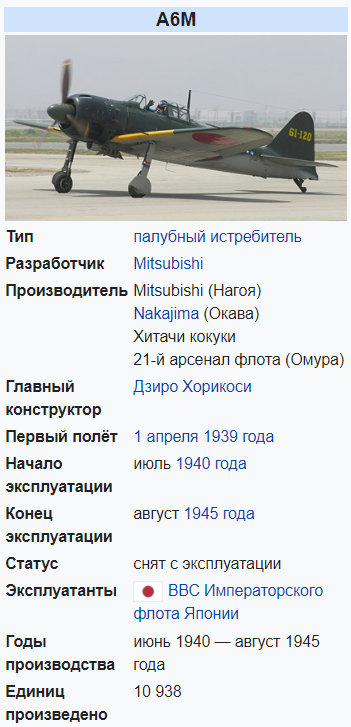 A6M
61-120
Тип палубный истребитель
Разработчик Mitsubishi
Производитель Mitsubishi (Нагоя)
Nakajima (Окава)
Хитачи кокуки
21-й арсенал флота (Омура)
Главный Дзиро Хорикоси
конструктор
Первый полёт 1 апреля 1939 года
Начало июль 1940 года
эксплуатации
Конец август 1945 года
эксплуатации
Статус снят с эксплуатации
Эксплуатанты ВВС Императорского
флота Японии
Годы июнь 1940 — август 1945
производства года
Единиц 10 938
произведено